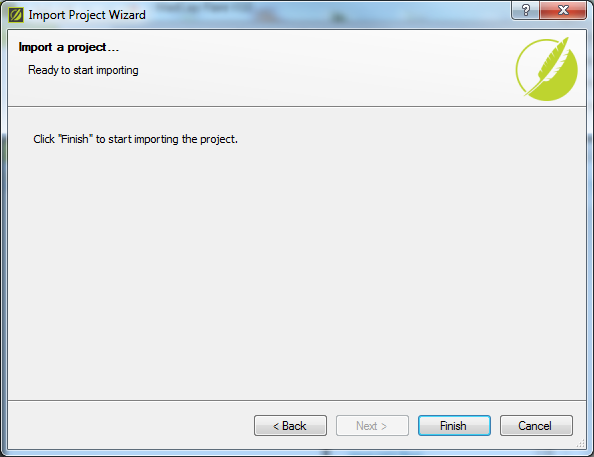 Import Project Wizard
?
Import a project...
Ready to start importing
Click "Finish" to start importing the project.
< Back
Next >
Finish
Cancel